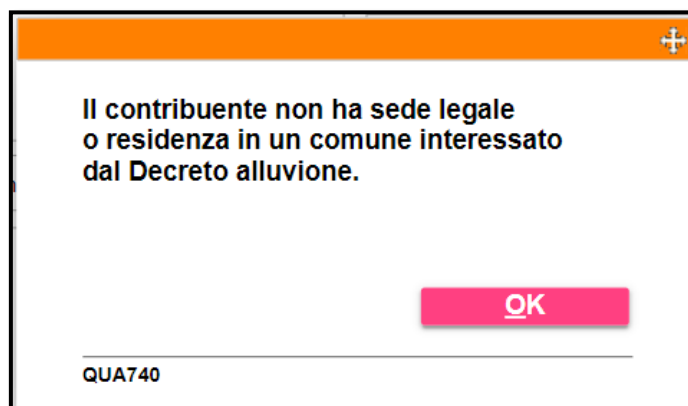 Il contribuente non ha sede legale
o residenza in un comune interessato
dal Decreto alluvione.
OK
QUA740